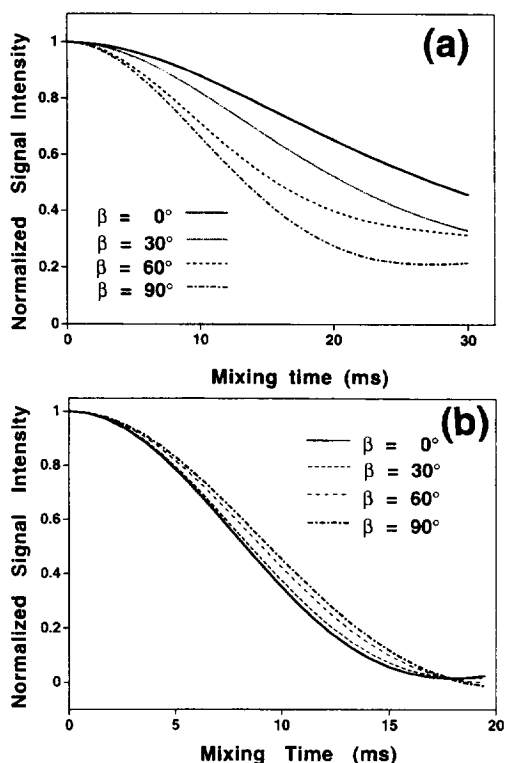 (a)
Normalized Signal Intensity
1
0.8
0.6
0.4
0.2
0
β = 0°
β = 30°
β = 60°
β = 90°
0 10 20 30
Mixing time (ms)
(b)
Normalized Signal Intensity
1
0.8
0.6
0.4
0.2
0
β = 0°
β = 30°
β = 60°
β = 90°
0 5 10 15 20
Mixing Time (ms)